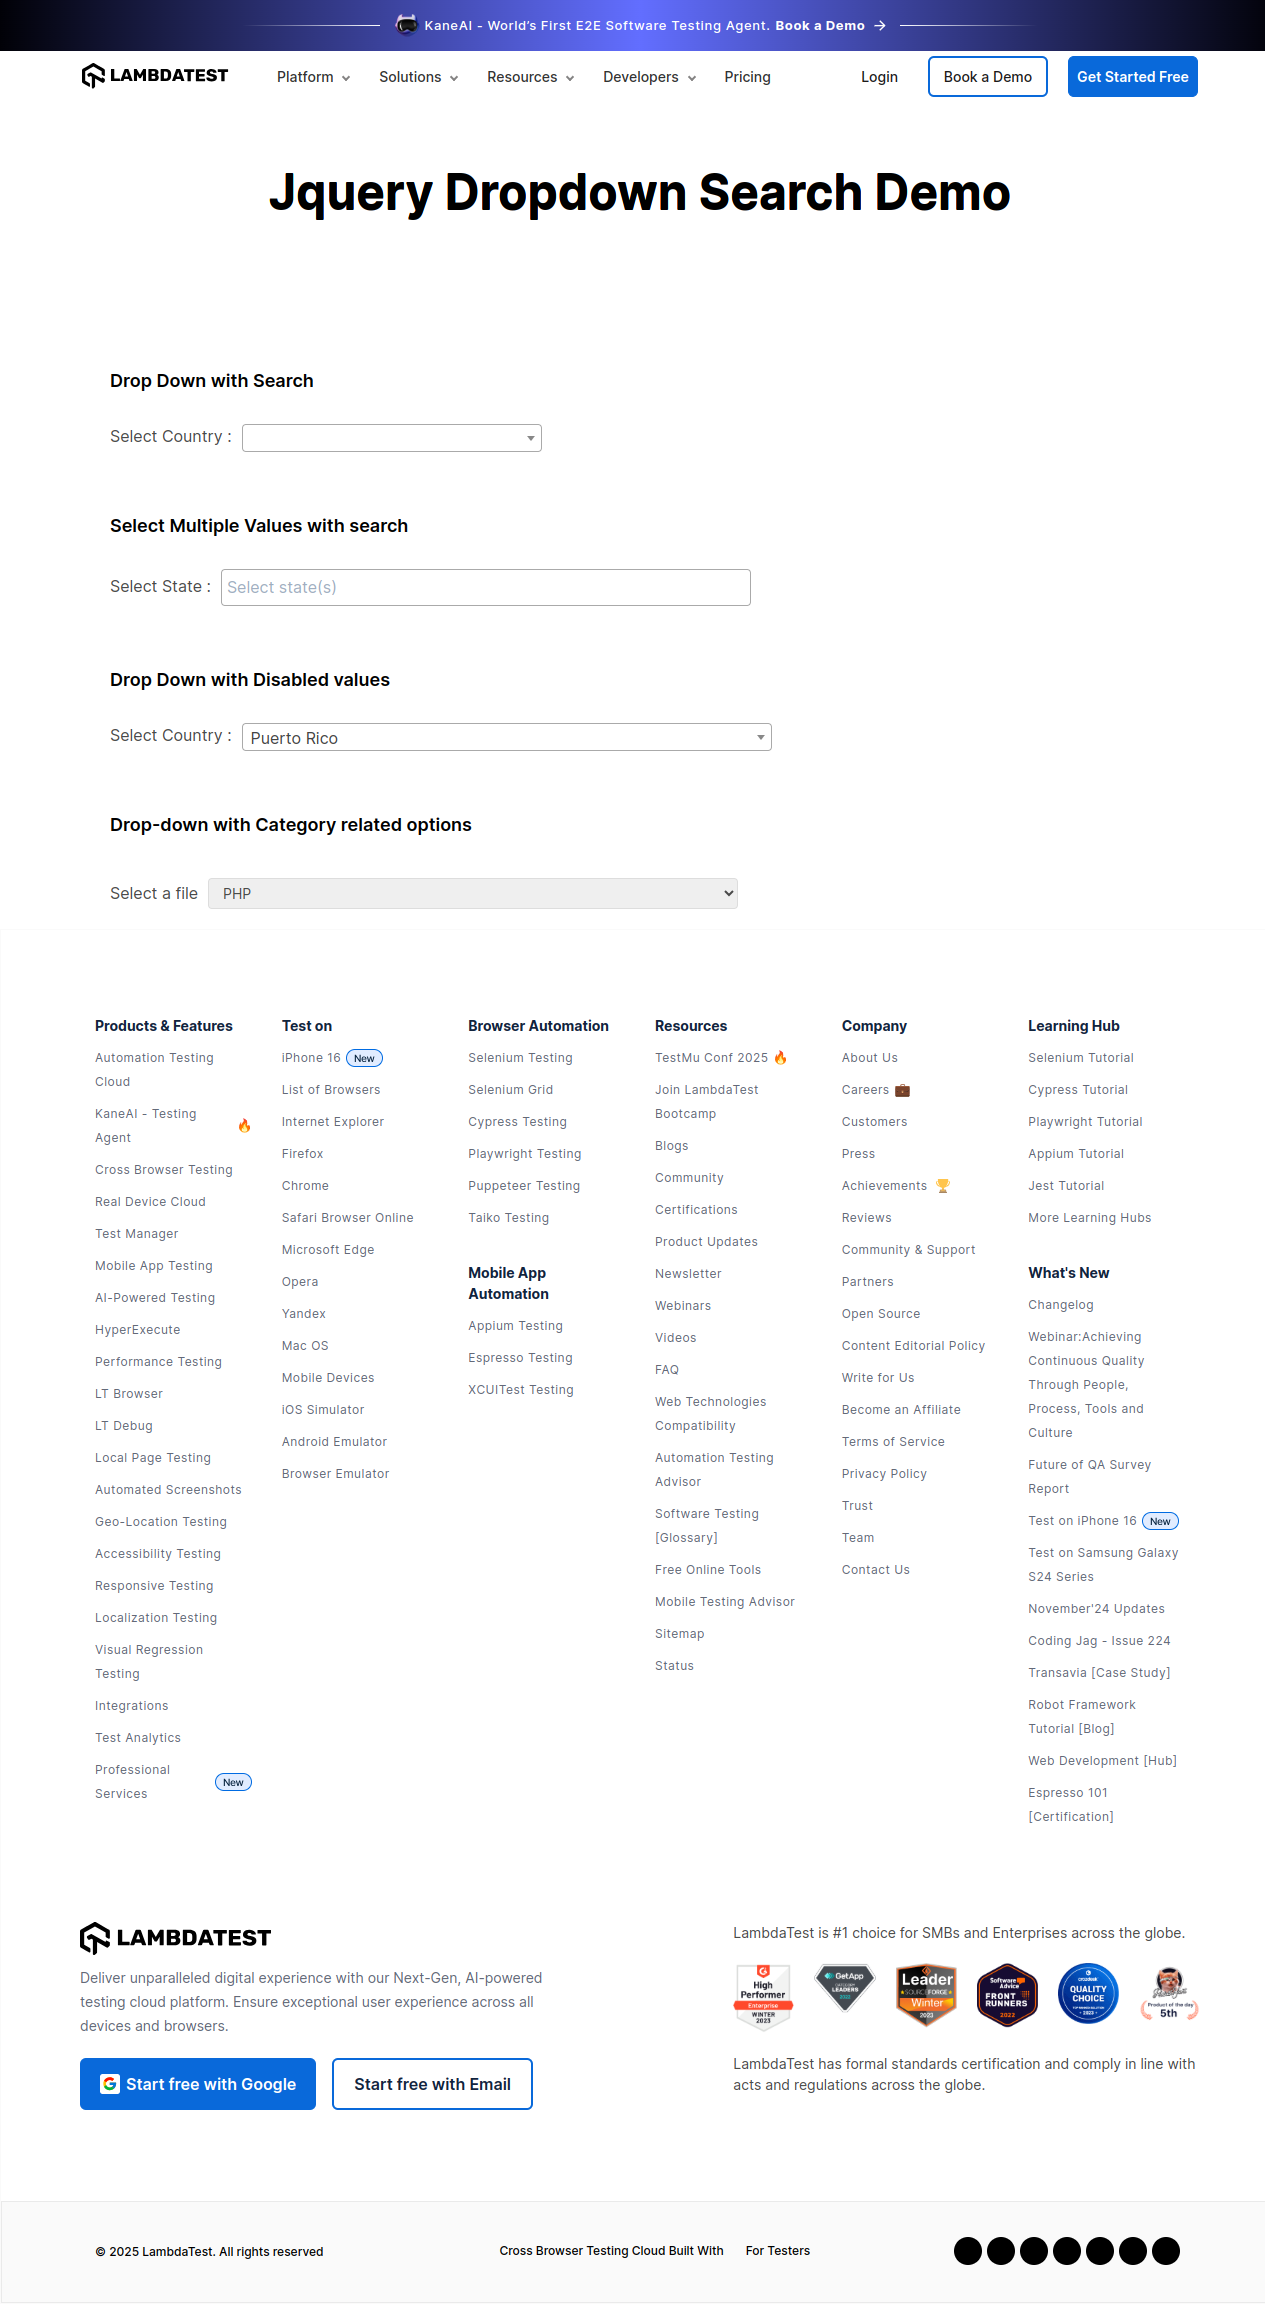 KaneAI - World's First E2E Software Testing Agent. Book a Demo →
LAMBDATEST
Platform
Solutions
Resources
Developers
Pricing
Login
Book a Demo
Get Started Free
Jquery Dropdown Search Demo
Drop Down with Search
Select Country :
Select Multiple Values with search
Select State :
Select state(s)
Drop Down with Disabled values
Select Country :
Puerto Rico
Drop-down with Category related options
Select a file
PHP
Products & Features
Automation Testing
Cloud
KaneAI - Testing
Agent
Cross Browser Testing
Real Device Cloud
Test Manager
Mobile App Testing
AI-Powered Testing
HyperExecute
Performance Testing
LT Browser
LT Debug
Local Page Testing
Automated Screenshots
Geo-Location Testing
Accessibility Testing
Responsive Testing
Localization Testing
Visual Regression
Testing
Integrations
Test Analytics
Professional
Services
New
Test on
iPhone 16 New
List of Browsers
Internet Explorer
Firefox
Chrome
Safari Browser Online
Microsoft Edge
Opera
Yandex
Mac OS
Mobile Devices
iOS Simulator
Android Emulator
Browser Emulator
Browser Automation
Selenium Testing
Selenium Grid
Cypress Testing
Playwright Testing
Puppeteer Testing
Taiko Testing
Mobile App
Automation
Appium Testing
Espresso Testing
XCUITest Testing
Resources
TestMu Conf 2025
Join LambdaTest
Bootcamp
Blogs
Community
Certifications
Product Updates
Newsletter
Webinars
Videos
FAQ
Web Technologies
Compatibility
Automation Testing
Advisor
Software Testing
[Glossary]
Free Online Tools
Mobile Testing Advisor
Sitemap
Status
Company
About Us
Careers
Customers
Press
Achievements
Reviews
Community & Support
Partners
Open Source
Content Editorial Policy
Write for Us
Become an Affiliate
Terms of Service
Privacy Policy
Trust
Team
Contact Us
Learning Hub
Selenium Tutorial
Cypress Tutorial
Playwright Tutorial
Appium Tutorial
Jest Tutorial
More Learning Hubs
What's New
Changelog
Webinar:Achieving
Continuous Quality
Through People,
Process, Tools and
Culture
Future of QA Survey
Report
Test on iPhone 16 New
Test on Samsung Galaxy
S24 Series
November'24 Updates
Coding Jag - Issue 224
Transavia [Case Study]
Robot Framework
Tutorial [Blog]
Web Development [Hub]
Espresso 101
[Certification]
LAMBDATEST
Deliver unparalleled digital experience with our Next-Gen, AI-powered
testing cloud platform. Ensure exceptional user experience across all
devices and browsers.
Start free with Google
Start free with Email
LambdaTest is #1 choice for SMBs and Enterprises across the globe.
High
Performer
Enterprise
WINTER
2023
GetApp
LEADERS
2022
Leader
SOURCEFORGE
Winter
2023
Software
Advice
FRONT
RUNNERS
2022
crozdesk
QUALITY
CHOICE
2023
Product of the day
5th
LambdaTest has formal standards certification and comply in line with
acts and regulations across the globe.
© 2025 LambdaTest. All rights reserved
Cross Browser Testing Cloud Built With
For Testers